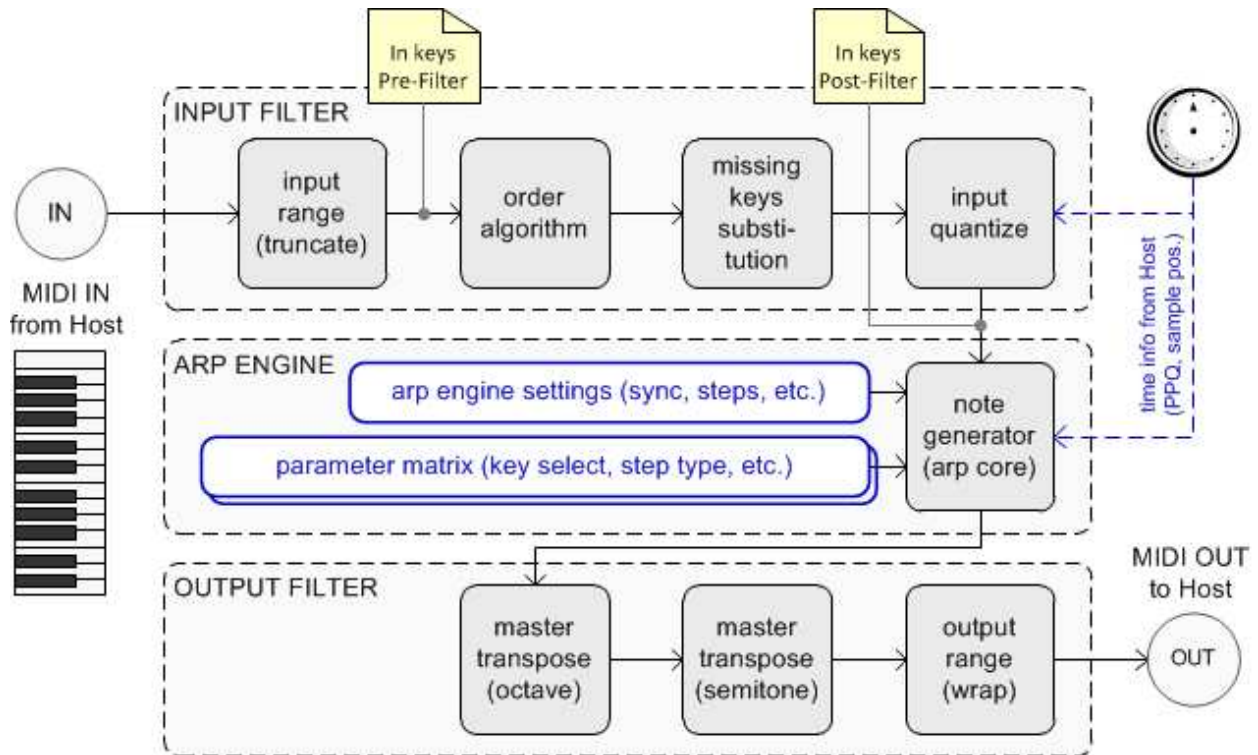 In keys
Pre-Filter
In keys
Post-Filter
INPUT FILTER
IN
input
range
(truncate)
order
algorithm
missing
keys
substi-
tution
input
quantize
MIDI IN
from Host
time info from Host
(PPQ, sample pos.)
ARP ENGINE
arp engine settings (sync, steps, etc.)
parameter matrix (key select, step type, etc.)
note
generator
(arp core)
OUTPUT FILTER
master
transpose
(octave)
master
transpose
(semitone)
output
range
(wrap)
MIDI OUT
to Host
OUT